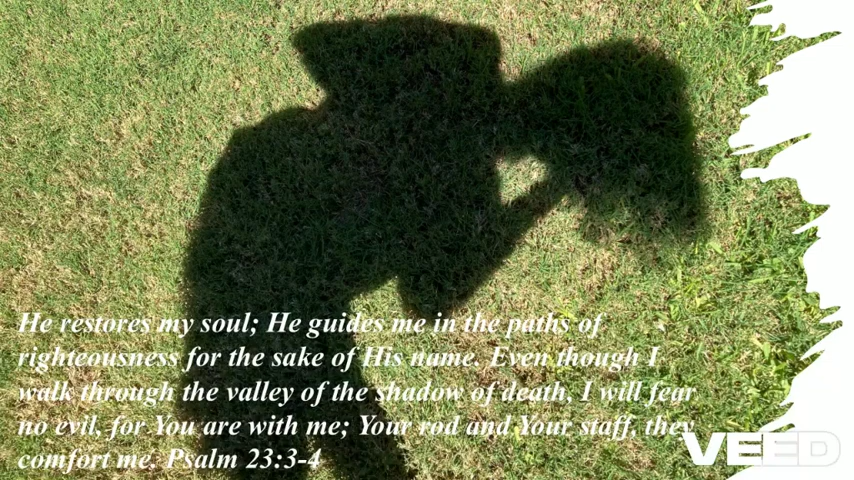 He restores my soul; He guides me in the paths of
righteousness for the sake of His name. Even though I
walk through the valley of the shadow of death, I will fear
no evil, for You are with me; Your rod and Your staff, they
comfort me. Psalm 23:3-4
VEED